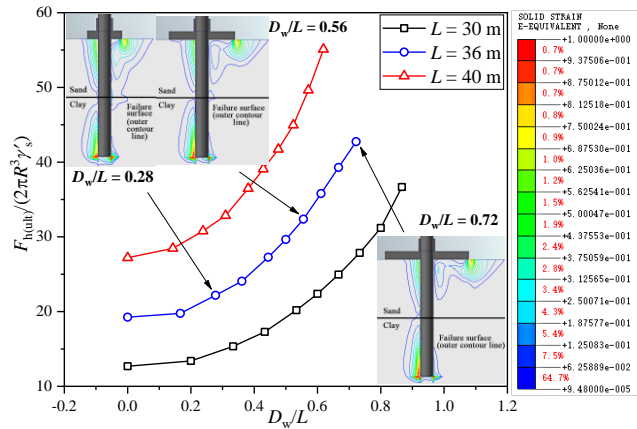 60
50
40
30
20
10
-0.2
0.0
0.2
0.4
0.6
0.8
1.0
1.2
F_h(ult)/(2πR³γ′_s)
D_w/L
D_w/L = 0.56
L = 30 m
L = 36 m
L = 40 m
Sand
Clay
Failure
surface
(outer
contour
line)
Sand
Clay
Failure surface
(outer contour
line)
D_w/L = 0.28
D_w/L = 0.72
Sand
Clay
Failure surface
(outer contour line)
SOLID STRAIN
E-EQUIVALENT , None
+1.00000e+000
0.7%
+9.37506e-001
0.7%
+8.75012e-001
0.7%
+8.12518e-001
0.8%
+7.50024e-001
0.9%
+6.87530e-001
1.0%
+6.25036e-001
1.2%
+5.62541e-001
1.5%
+5.00047e-001
1.9%
+4.37553e-001
2.4%
+3.75059e-001
2.8%
+3.12565e-001
3.4%
+2.50071e-001
4.3%
+1.87577e-001
5.4%
+1.25083e-001
7.5%
+6.25889e-002
64.7%
+9.48000e-005